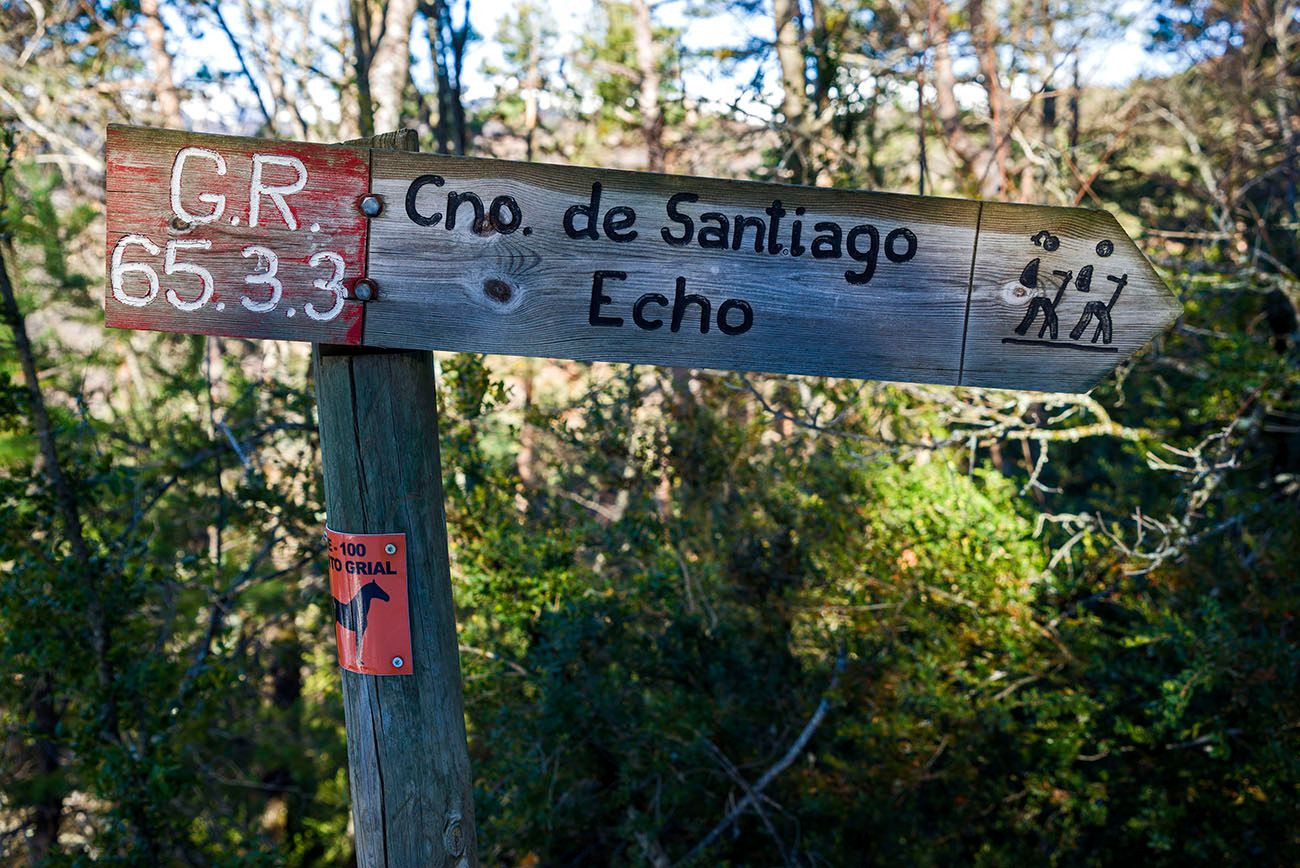 G.R.
65.3.3
Cno. de Santiago
Echo
E-100
TO GRIAL